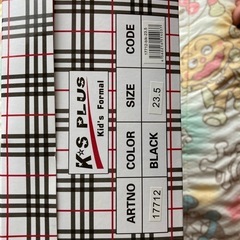 K☆S PLUS
Kid's Formal
ARTNO COLOR SIZE CODE
17712 BLACK 23.5